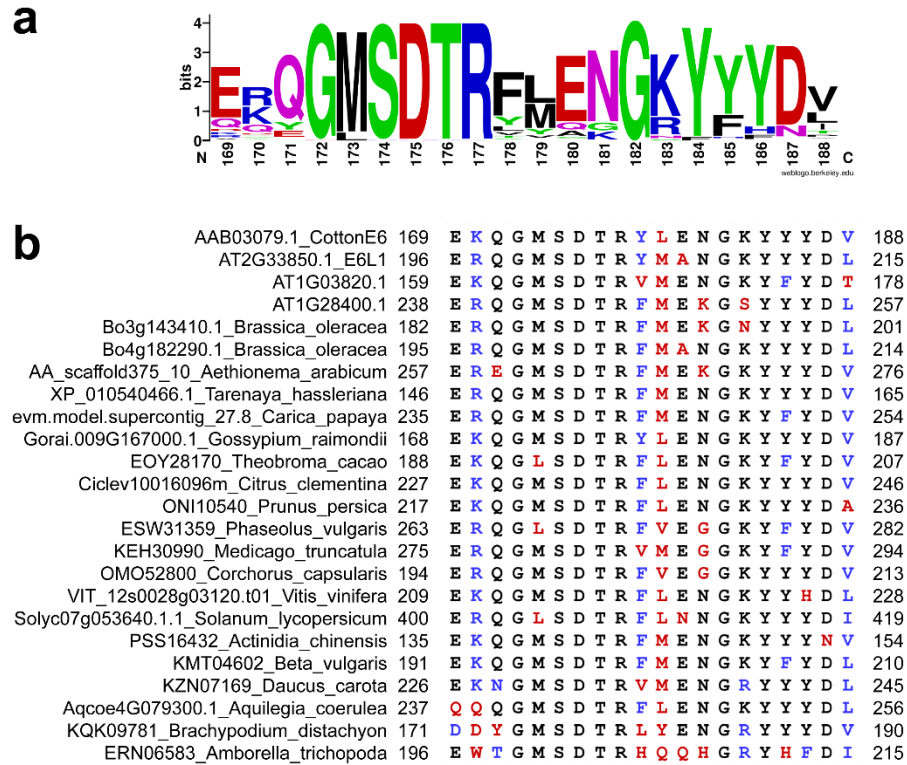 a
bits
4
3
2
1
0
ERQGMSDTRFLENGKYYYDV
N 169 170 171 172 173 174 175 176 177 178 179 180 181 182 183 184 185 186 187 188 C
weblogo.berkeley.edu
b
AAB03079.1_CottonE6 169 E K Q G M S D T R Y L E N G K Y Y Y D V 188
AT2G33850.1_E6L1 196 E R Q G M S D T R Y M A N G K Y Y Y D L 215
AT1G03820.1 159 E K Q G M S D T R V M E N G K Y F Y D T 178
AT1G28400.1 238 E R Q G M S D T R F M E K G S Y Y Y D L 257
Bo3g143410.1_Brassica_oleracea 182 E R Q G M S D T R F M E K G N Y Y Y D L 201
Bo4g182290.1_Brassica_oleracea 195 E R Q G M S D T R F M A N G K Y Y Y D L 214
AA_scaffold375_10_Aethionema_arabicum 257 E R E G M S D T R F M E K G K Y Y Y D V 276
XP_010540466.1_Tarenaya_hassleriana 146 E R Q G M S D T R F M E N G K Y Y Y D V 165
evm.model.supercontig_27.8_Carica_papaya 235 E R Q G M S D T R F M E N G K Y F Y D V 254
Gorai.009G167000.1_Gossypium_raimondii 168 E K Q G M S D T R Y L E N G K Y Y Y D V 187
EOY28170_Theobroma_cacao 188 E K Q G L S D T R F L E N G K Y F Y D V 207
Ciclev10016096m_Citrus_clementina 227 E K Q G M S D T R F L E N G K Y Y Y D V 246
ONI10540_Prunus_persica 217 E K Q G M S D T R F L E N G K Y Y Y D A 236
ESW31359_Phaseolus_vulgaris 263 E R Q G L S D T R F V E G G K Y F Y D V 282
KEH30990_Medicago_truncatula 275 E R Q G M S D T R V M E G G K Y F Y D V 294
OMO52800_Corchorus_capsularis 194 E R Q G M S D T R F V E G G K Y Y Y D V 213
VIT_12s0028g03120.t01_Vitis_vinifera 209 E K Q G M S D T R F L E N G K Y Y H D L 228
Solyc07g053640.1.1_Solanum_lycopersicum 400 E R Q G L S D T R F L N N G K Y Y Y D I 419
PSS16432_Actinidia_chinensis 135 E K Q G M S D T R F M E N G K Y Y Y N V 154
KMT04602_Beta_vulgaris 191 E K Q G M S D T R F M E N G K Y F Y D L 210
KZN07169_Daucus_carota 226 E K N G M S D T R V M E N G R Y Y Y D L 245
Aqcoe4G079300.1_Aquilegia_coerulea 237 Q Q Q G M S D T R F L E N G K Y Y Y D L 256
KQK09781_Brachypodium_distachyon 171 D D Y G M S D T R L Y E N G R Y Y Y D V 190
ERN06583_Amborella_trichopoda 196 E W T G M S D T R H Q Q H G R Y Y H F D I 215